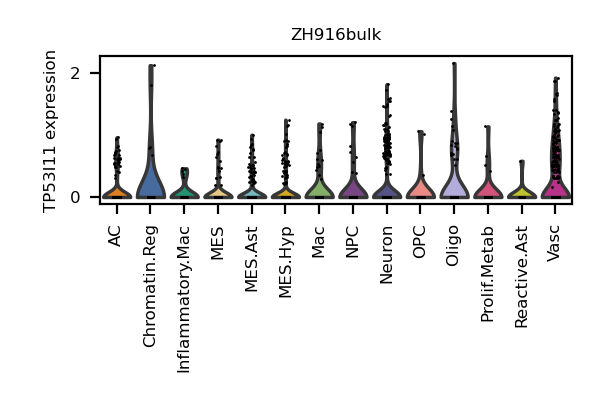 ZH916bulk
TP53I11 expression
2
0
AC
Chromatin.Reg
Inflammatory.Mac
MES
MES.Ast
MES.Hyp
Mac
NPC
Neuron
OPC
Oligo
Prolif.Metab
Reactive.Ast
Vasc